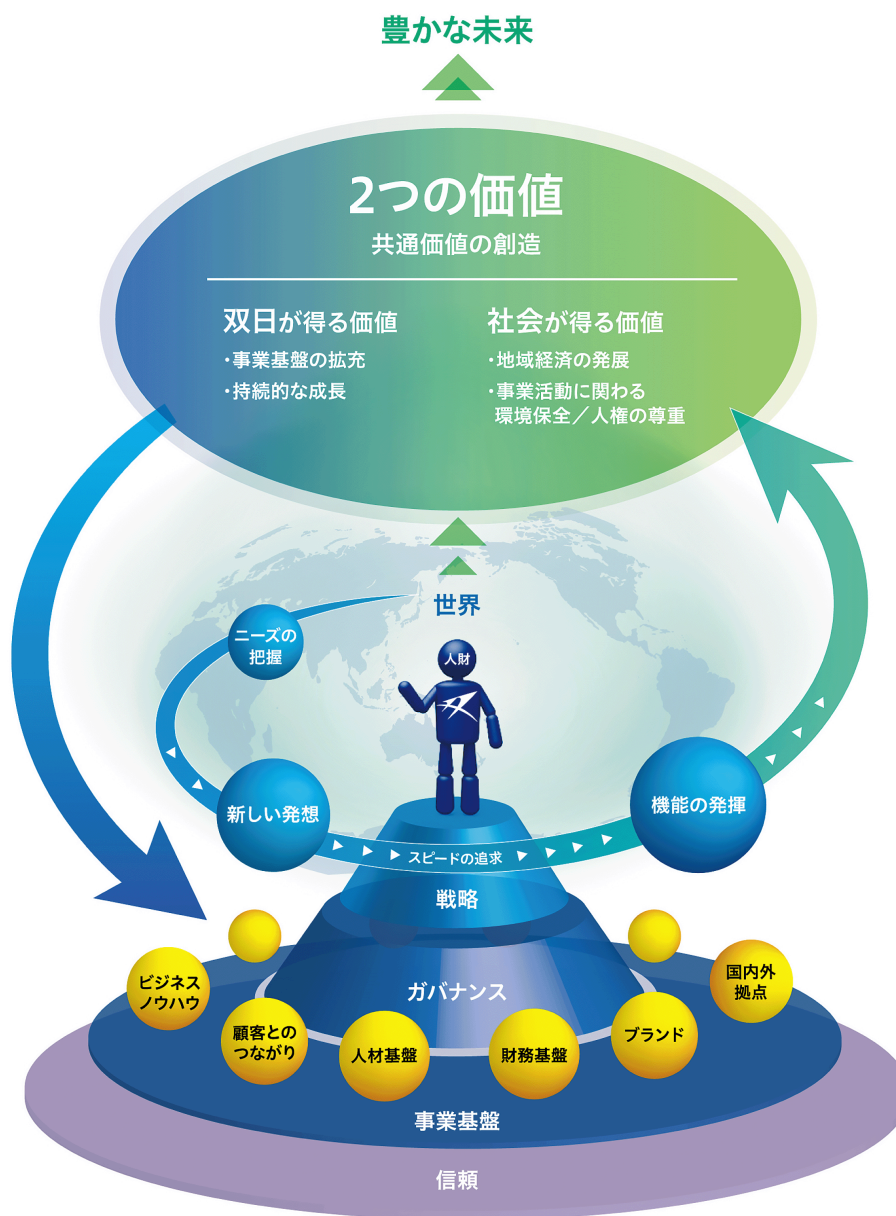 豊かな未来
2つの価値
共通価値の創造
双日が得る価値
・事業基盤の拡充
・持続的な成長
社会が得る価値
・地域経済の発展
・事業活動に関わる
環境保全／人権の尊重
世界
ニーズの
把握
人財
新しい発想
機能の発揮
スピードの追求
戦略
ガバナンス
ビジネス
ノウハウ
顧客との
つながり
人材基盤
財務基盤
ブランド
国内外
拠点
事業基盤
信頼